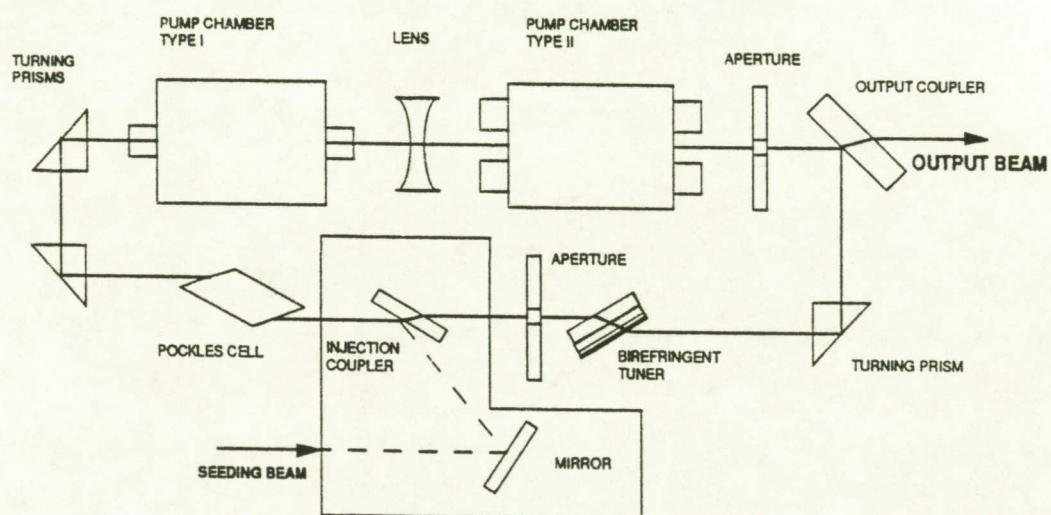 PUMP CHAMBER
TYPE I
LENS
PUMP CHAMBER
TYPE II
TURNING
PRISMS
APERTURE
OUTPUT COUPLER
OUTPUT BEAM
APERTURE
POCKLES CELL
INJECTION
COUPLER
BIREFRINGENT
TUNER
TURNING PRISM
SEEDING BEAM
MIRROR